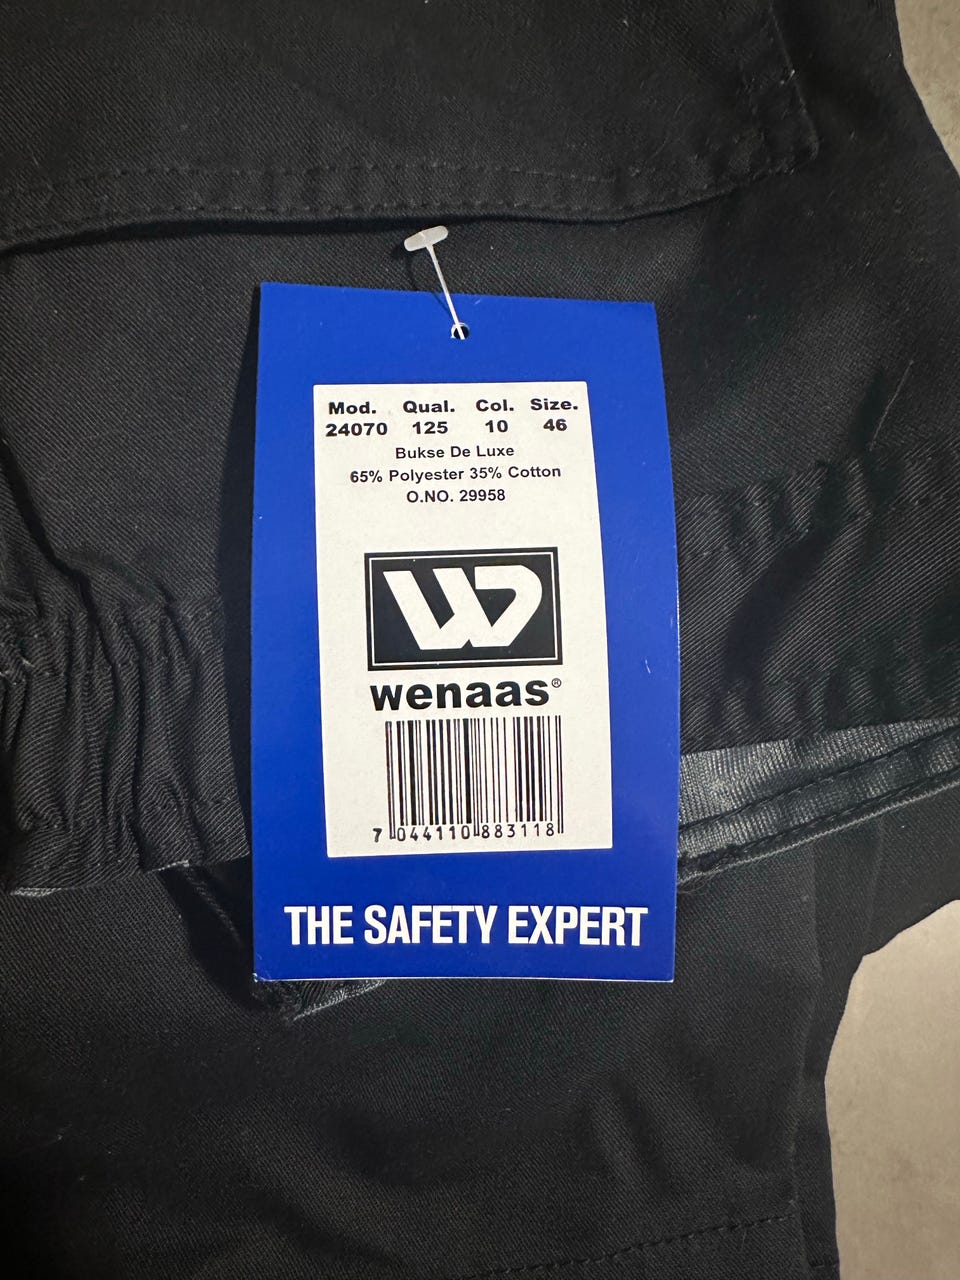 Mod. Qual. Col. Size.
24070 125 10 46
Bukse De Luxe
65% Polyester 35% Cotton
O.NO. 29958
W
wenaas®
7 044110 883118
THE SAFETY EXPERT